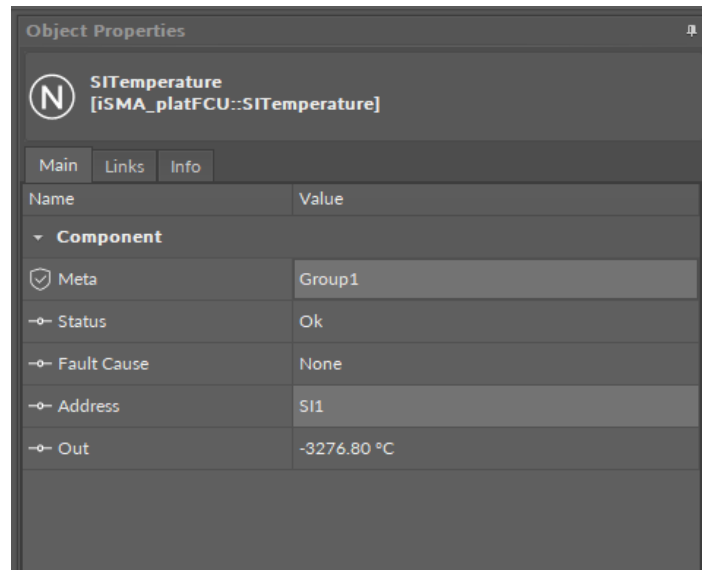 Object Properties
N
SITemperature
[iSMA_platFCU::SITemperature]
Main Links Info
Name Value
Component
Meta Group1
Status Ok
Fault Cause None
Address SI1
Out -3276.80 °C